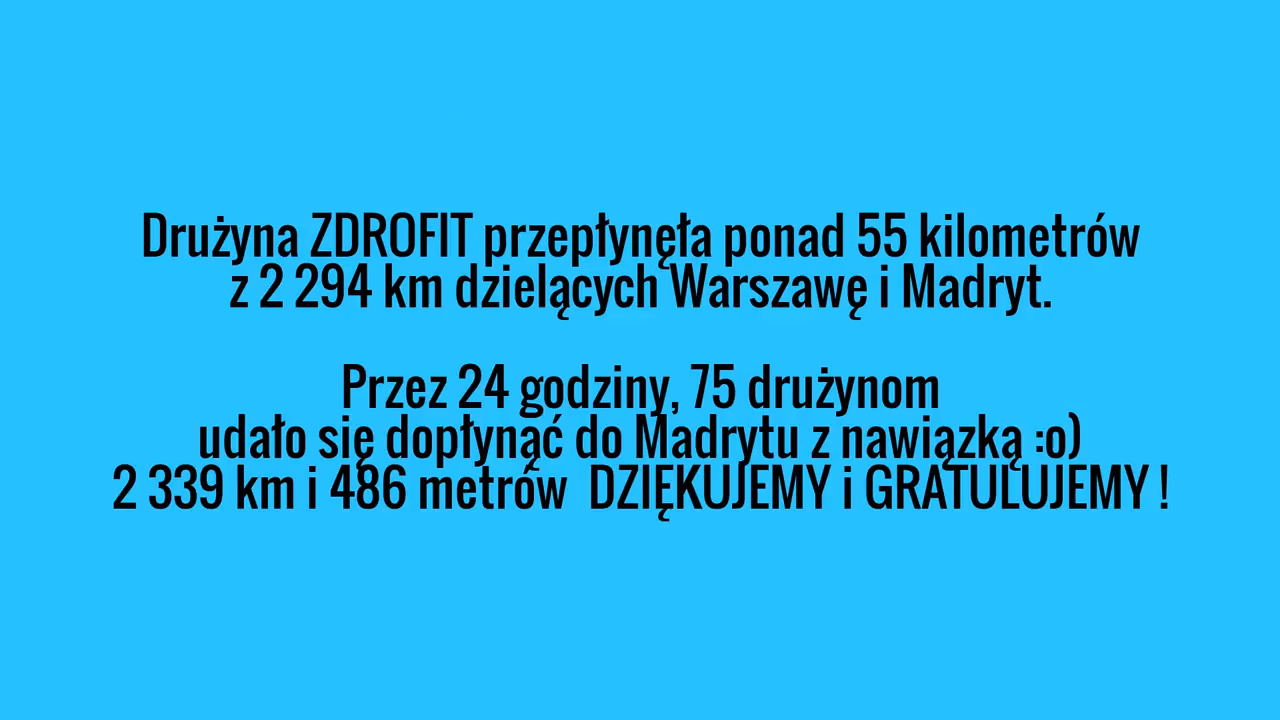 Drużyna ZDROFIT przepłynęła ponad 55 kilometrów
z 2 294 km dzielących Warszawę i Madryt.
Przez 24 godziny, 75 drużynom
udało się dopłynąć do Madrytu z nawiązką :o)
2 339 km i 486 metrów  DZIĘKUJEMY i GRATULUJEMY !